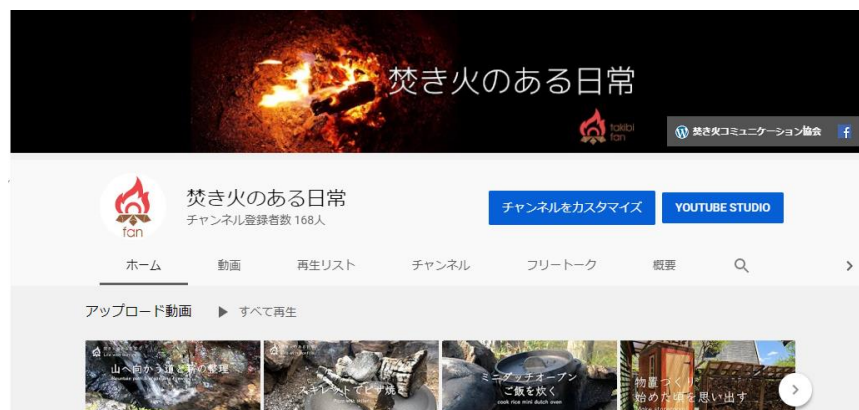 焚き火のある日常
takibi
fan
焚き火コミュニケーション協会
fan
焚き火のある日常
チャンネル登録者数 168人
チャンネルをカスタマイズ
YOUTUBE STUDIO
ホーム 動画 再生リスト チャンネル フリートーク 概要
アップロード動画 ▶ すべて再生
山へ向かう道と薪の整理
スキレットでピザ焼き
ミニダッチオーブン
ご飯を炊く
cook rice mini dutch oven
物置づくり
始めた頃を思い出す